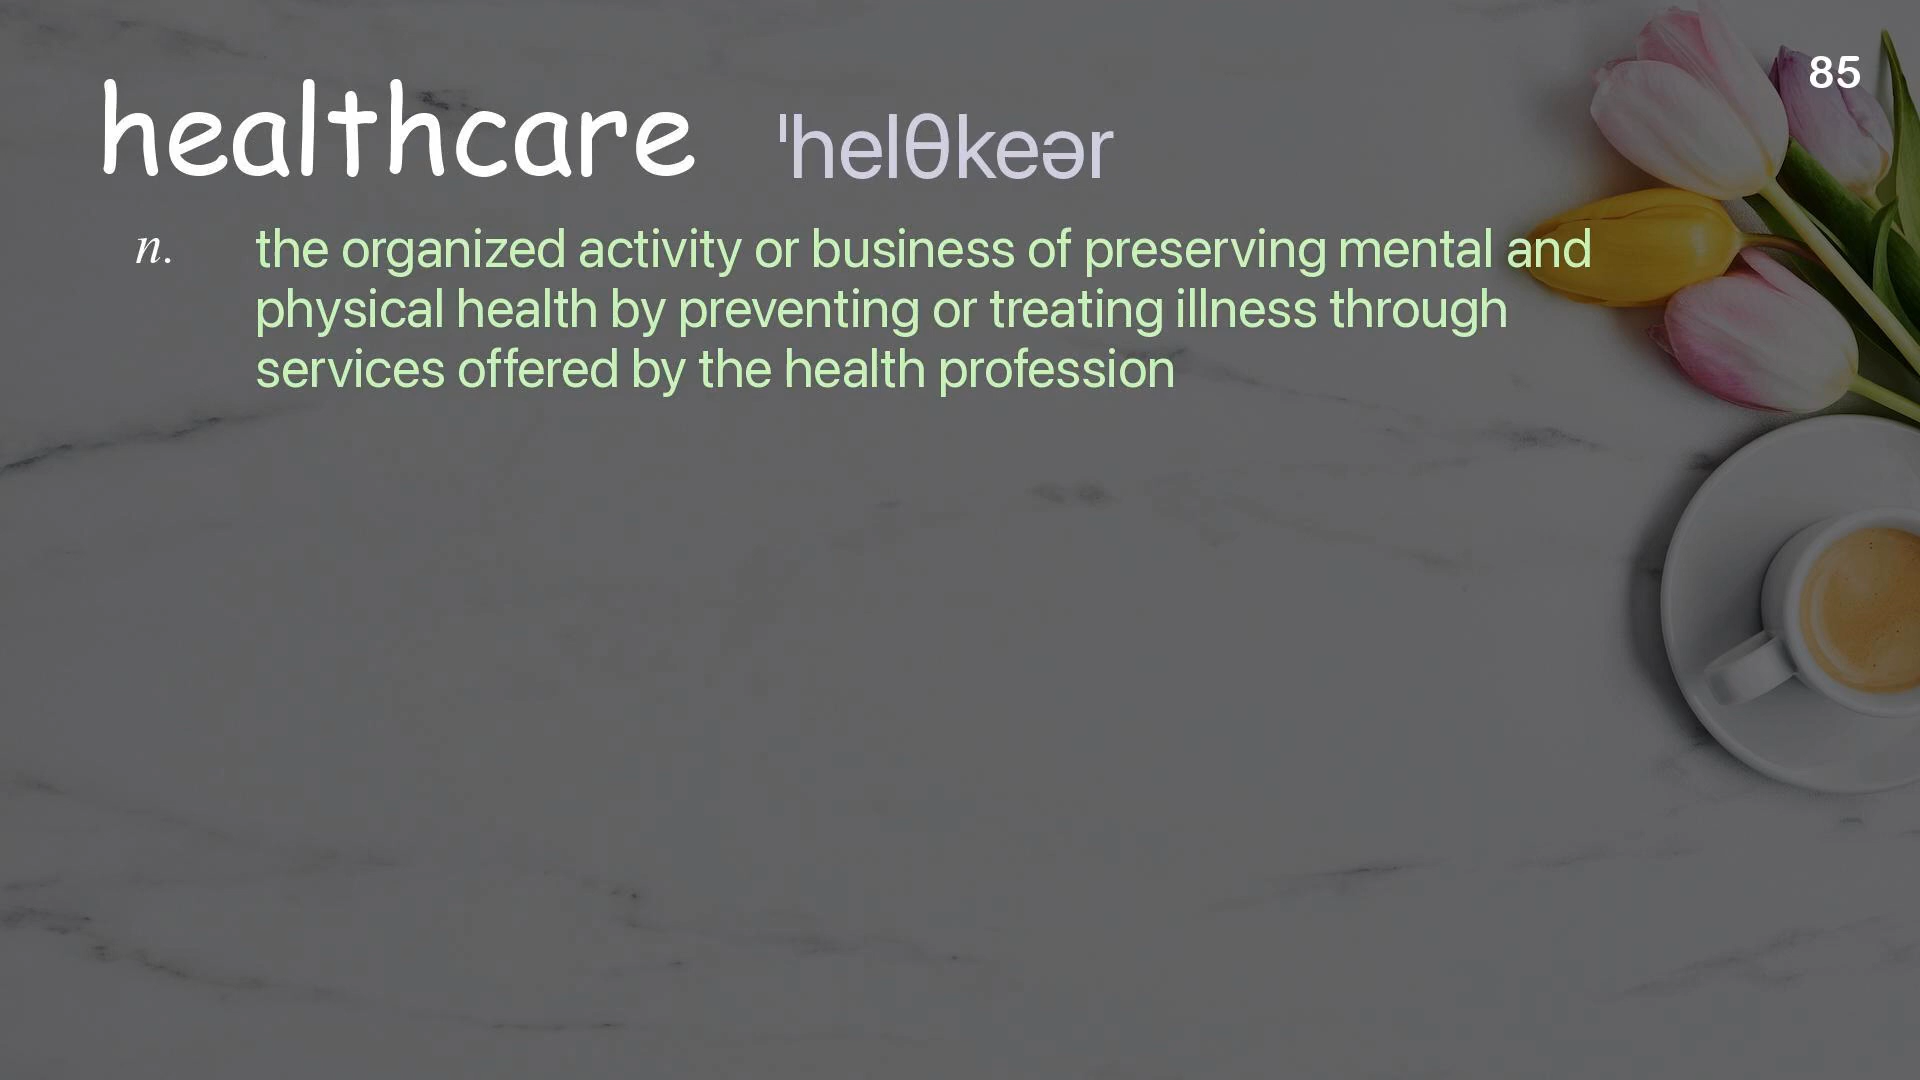 85
healthcare ˈhelθkeər
n. the organized activity or business of preserving mental and
physical health by preventing or treating illness through
services offered by the health profession